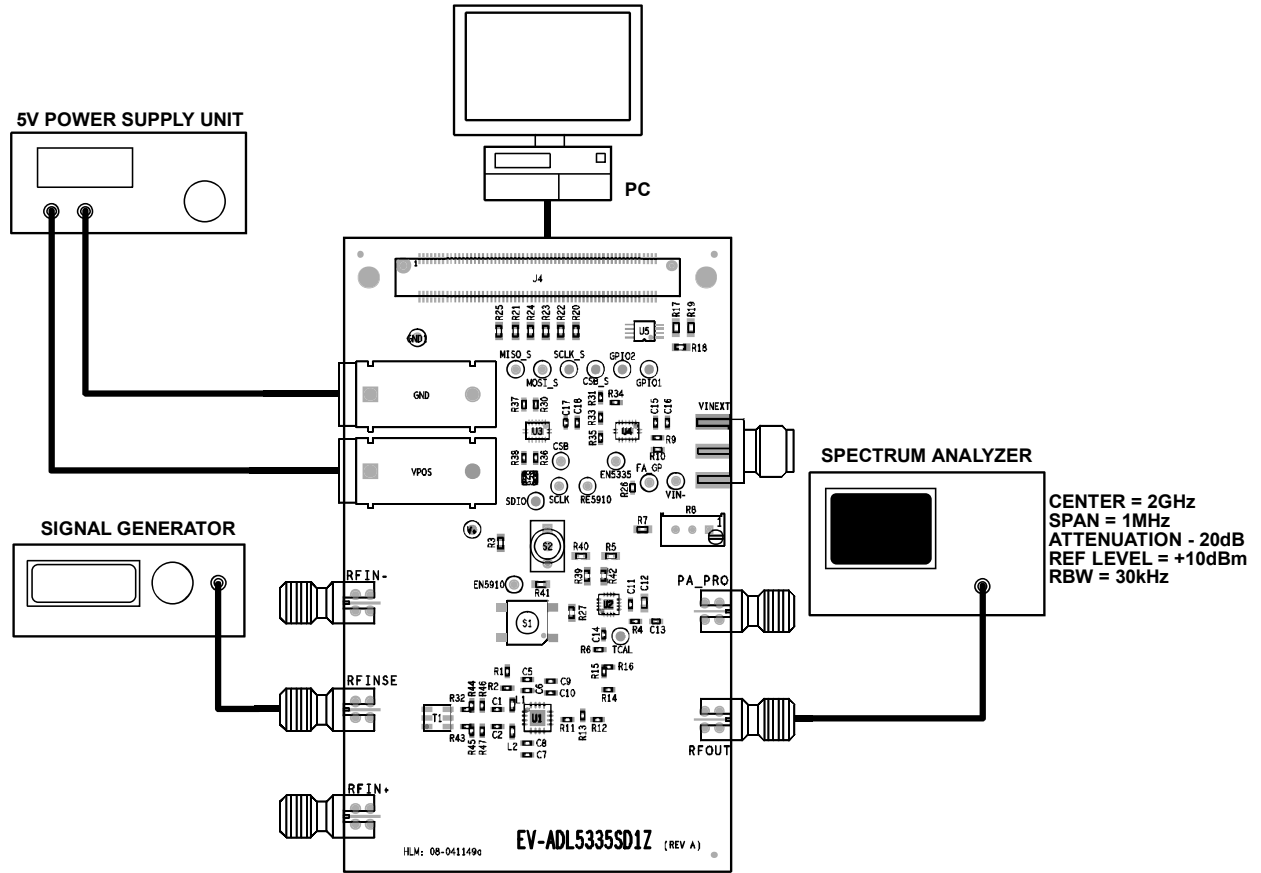 5V POWER SUPPLY UNIT
PC
J4
1
R25 R21 R24 R23 R22 R20
R17 R19
U5
R18
GND1
MISO_S SCLK_S GPIO2
MOSI_S CSB_S GPIO1
GND
R37 R30
C17 C18
R31 R34
R33
R35
C15 C16
VINEXT
U3
U4
R9
R10
CSB
R38 R36
EN5335
FA_GP
VPOS
SDIO
SCLK
RE5910
R26
VIN-
SPECTRUM ANALYZER
CENTER = 2GHz
SPAN = 1MHz
ATTENUATION - 20dB
REF LEVEL = +10dBm
RBW = 30kHz
SIGNAL GENERATOR
R3
S2
R40 R5
R7
R8
1
RFIN-
EN5910
R39 R42
R41
C11 C12
PA_PRO
U2
S1
R27
R4 C13
C14
TCAL
R6
RFINSE
R1
C5
R2
C6
C9
C10
R15
R16
R14
R32 R44 R46
C1
L1
T1
U1
R11 R13 R12
R43
C2
R45 R47
L2
C8
C7
RFOUT
RFIN+
HLM: 08-041149a
EV-ADL5335SD1Z (REV A)